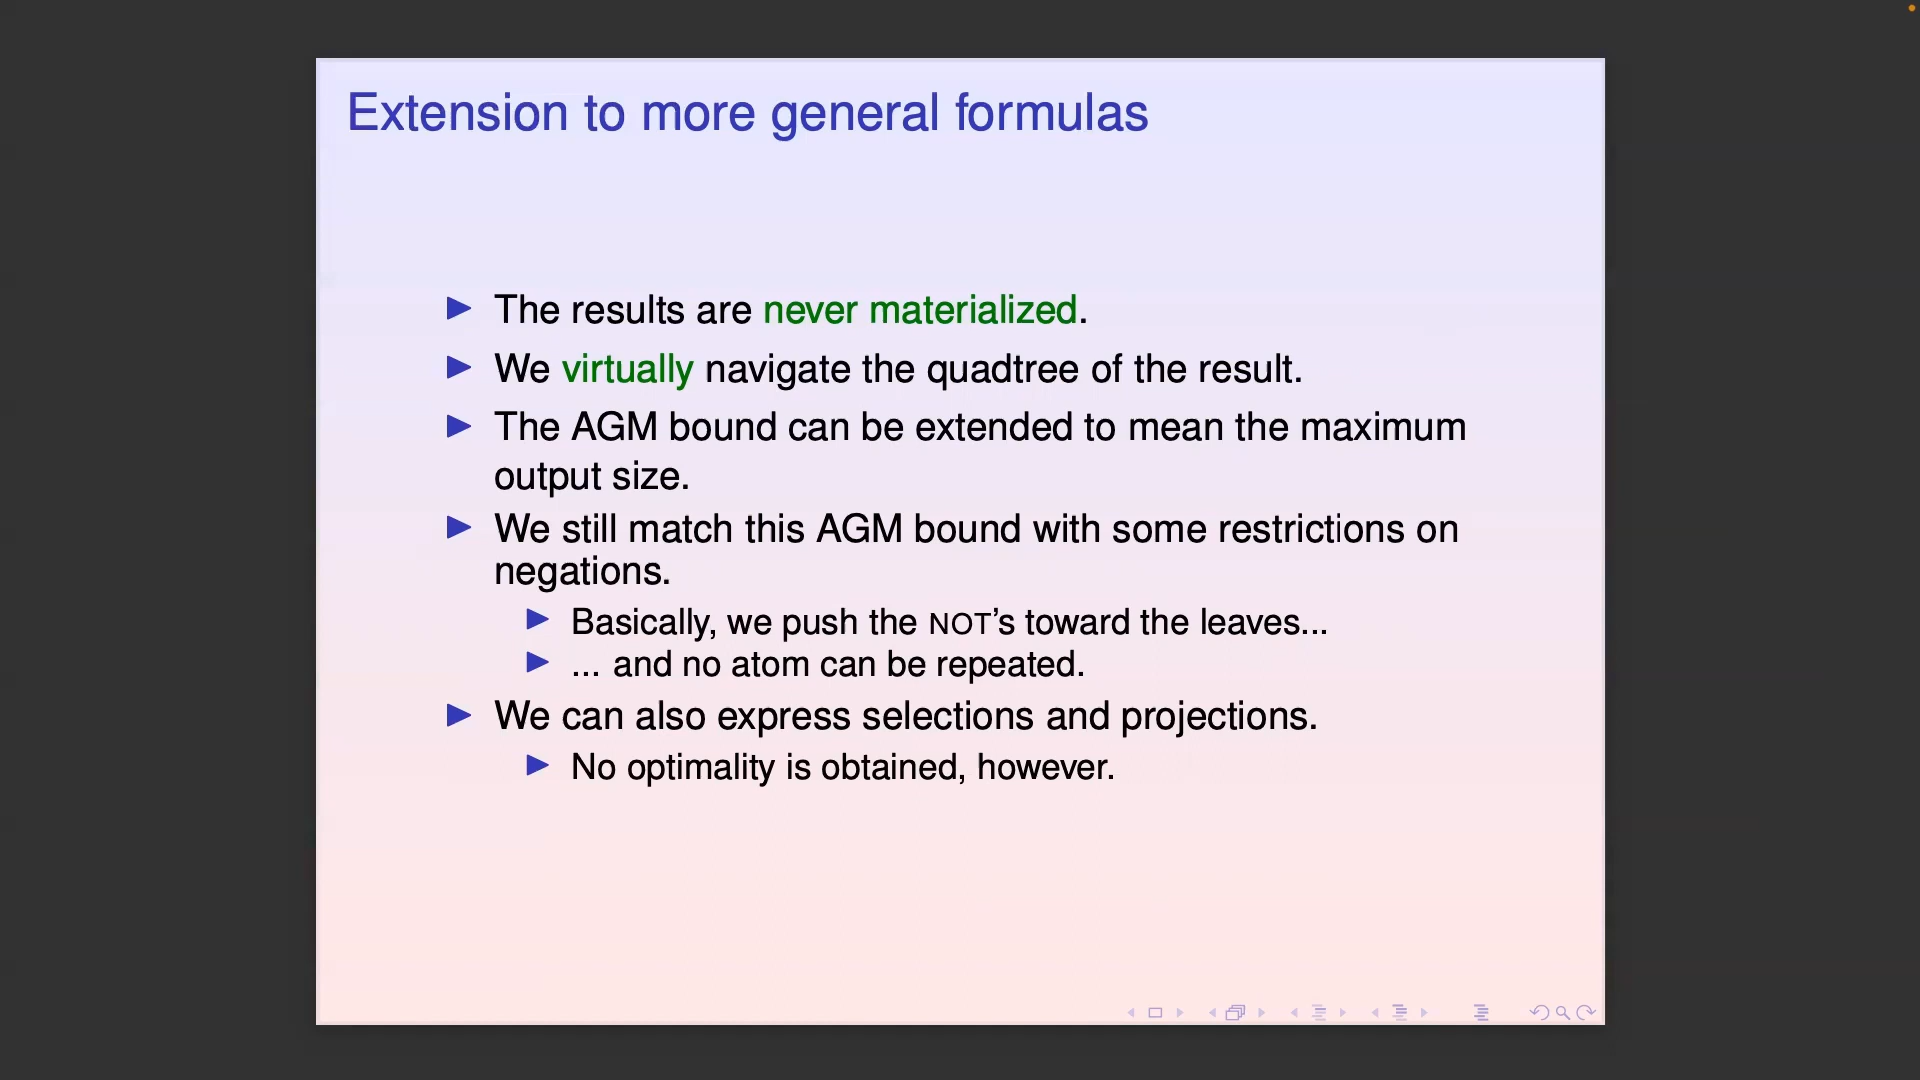 Extension to more general formulas
The results are never materialized.
We virtually navigate the quadtree of the result.
The AGM bound can be extended to mean the maximum
output size.
We still match this AGM bound with some restrictions on
negations.
Basically, we push the NOT's toward the leaves...
... and no atom can be repeated.
We can also express selections and projections.
No optimality is obtained, however.